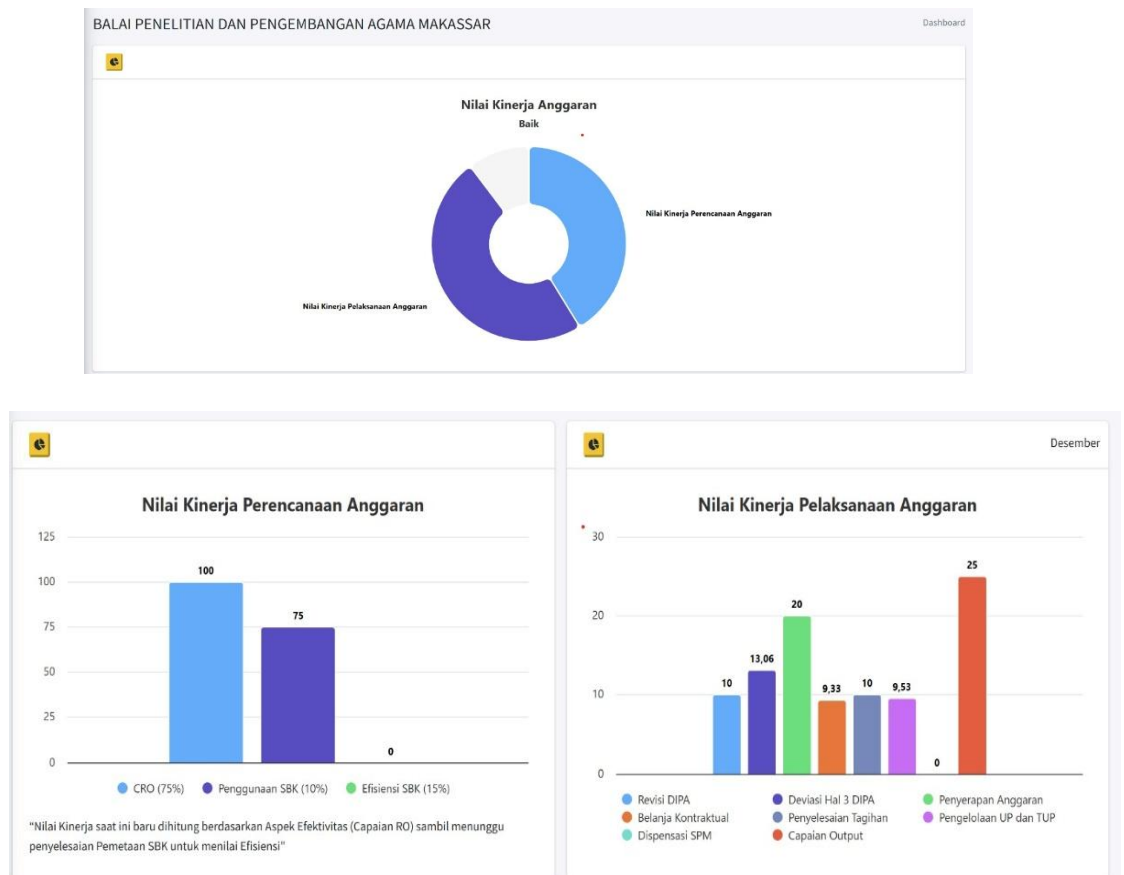 BALAI PENELITIAN DAN PENGEMBANGAN AGAMA MAKASSAR
Dashboard
Nilai Kinerja Anggaran
Baik
Nilai Kinerja Perencanaan Anggaran
Nilai Kinerja Pelaksanaan Anggaran
Nilai Kinerja Perencanaan Anggaran
125
100
75
50
25
0
100
75
0
CRO (75%) Penggunaan SBK (10%) Efisiensi SBK (15%)
"Nilai Kinerja saat ini baru dihitung berdasarkan Aspek Efektivitas (Capaian RO) sambil menunggu
penyelesaian Pemetaan SBK untuk menilai Efisiensi"
Desember
Nilai Kinerja Pelaksanaan Anggaran
30
20
10
0
10
13,06
20
9,33
10
9,53
0
25
Revisi DIPA Deviasi Hal 3 DIPA Penyerapan Anggaran
Belanja Kontraktual Penyelesaian Tagihan Pengelolaan UP dan TUP
Dispensasi SPM Capaian Output